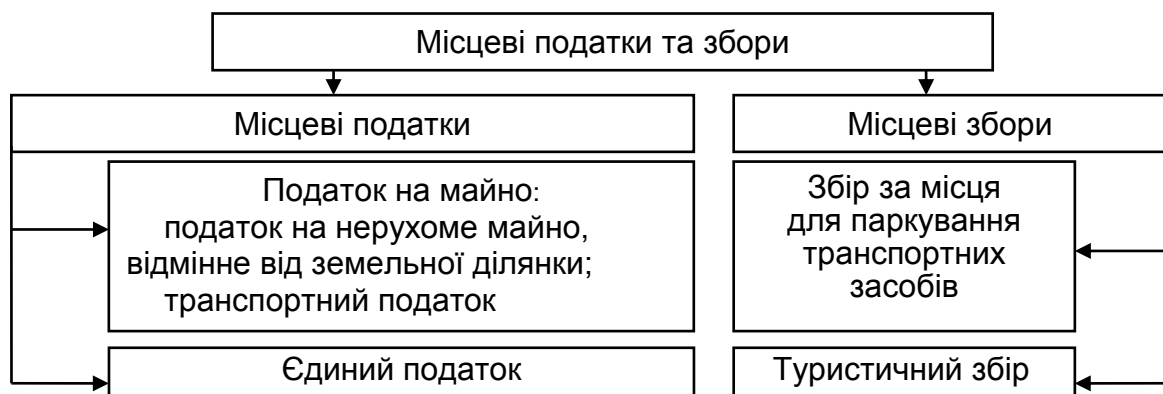 Місцеві податки та збори
Місцеві податки
Місцеві збори
Податок на майно:
податок на нерухоме майно,
відмінне від земельної ділянки;
транспортний податок
Збір за місця
для паркування
транспортних
засобів
Єдиний податок
Туристичний збір